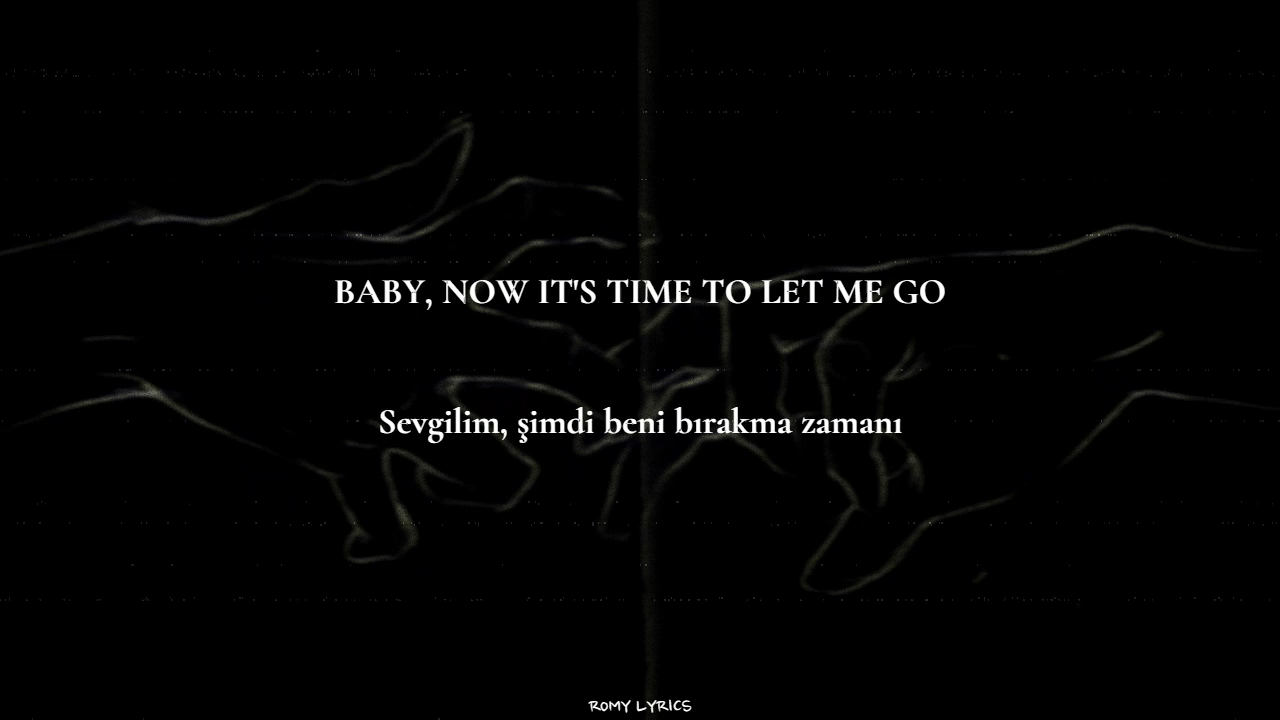 BABY, NOW IT'S TIME TO LET ME GO
Sevgilim, şimdi beni bırakma zamanı
ROMY LYRICS